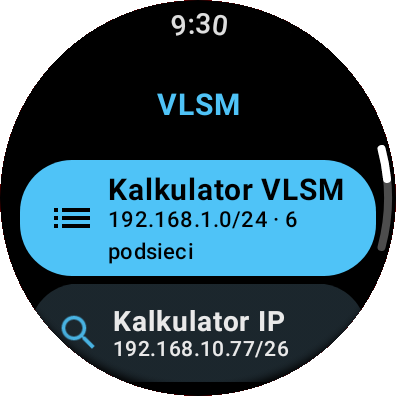 9:30
VLSM
Kalkulator VLSM
192.168.1.0/24 · 6
podsieci
Kalkulator IP
192.168.10.77/26